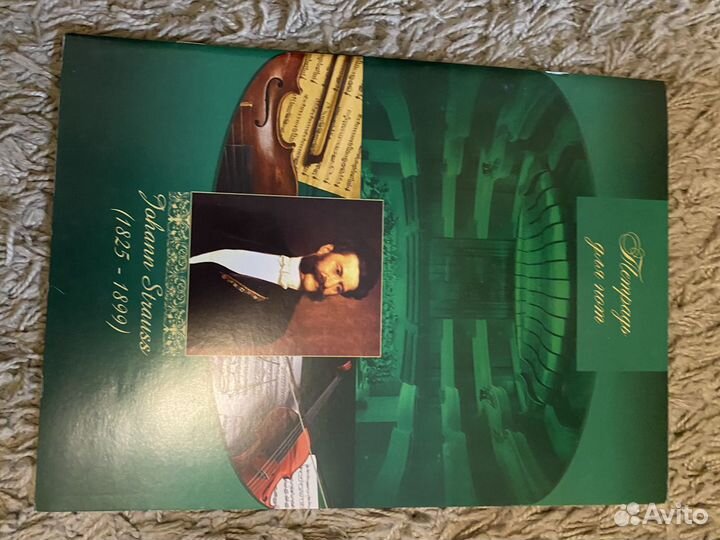 Тетрадь
для нот
Johann Strauss
(1825 - 1899)
Avito